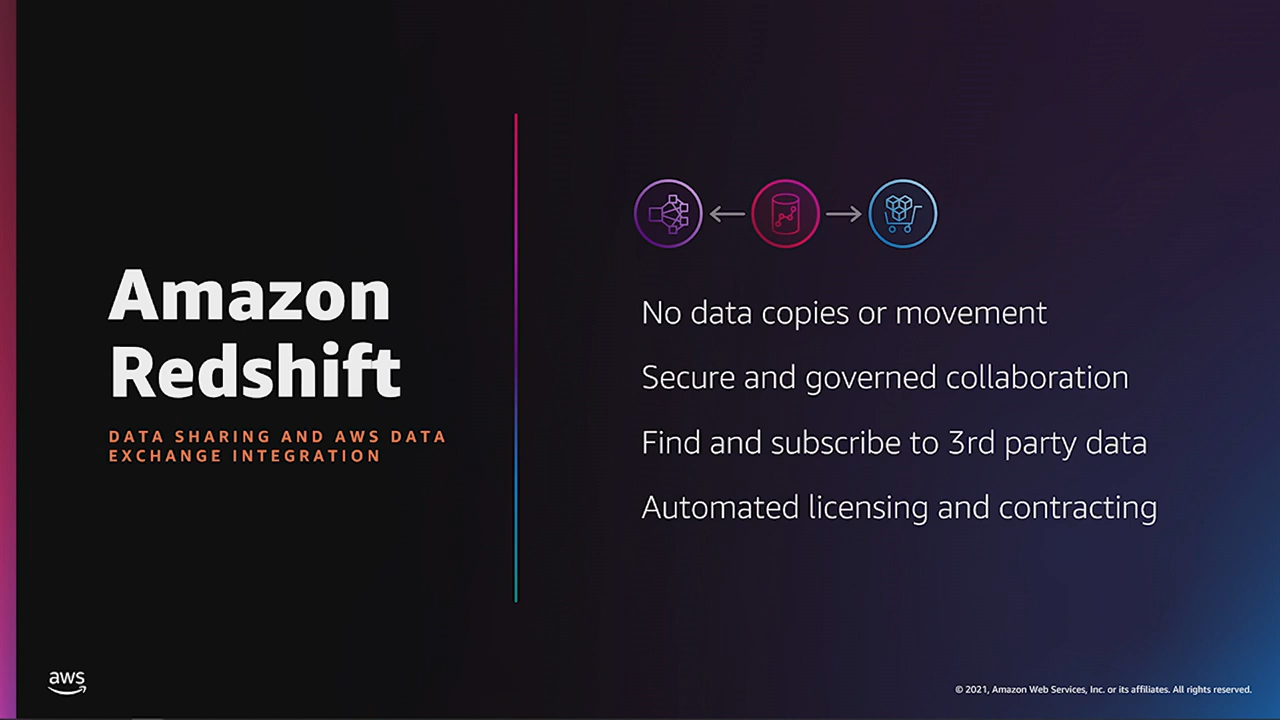 Amazon
Redshift
DATA SHARING AND AWS DATA
EXCHANGE INTEGRATION
No data copies or movement
Secure and governed collaboration
Find and subscribe to 3rd party data
Automated licensing and contracting
aws
© 2021, Amazon Web Services, Inc. or its affiliates. All rights reserved.